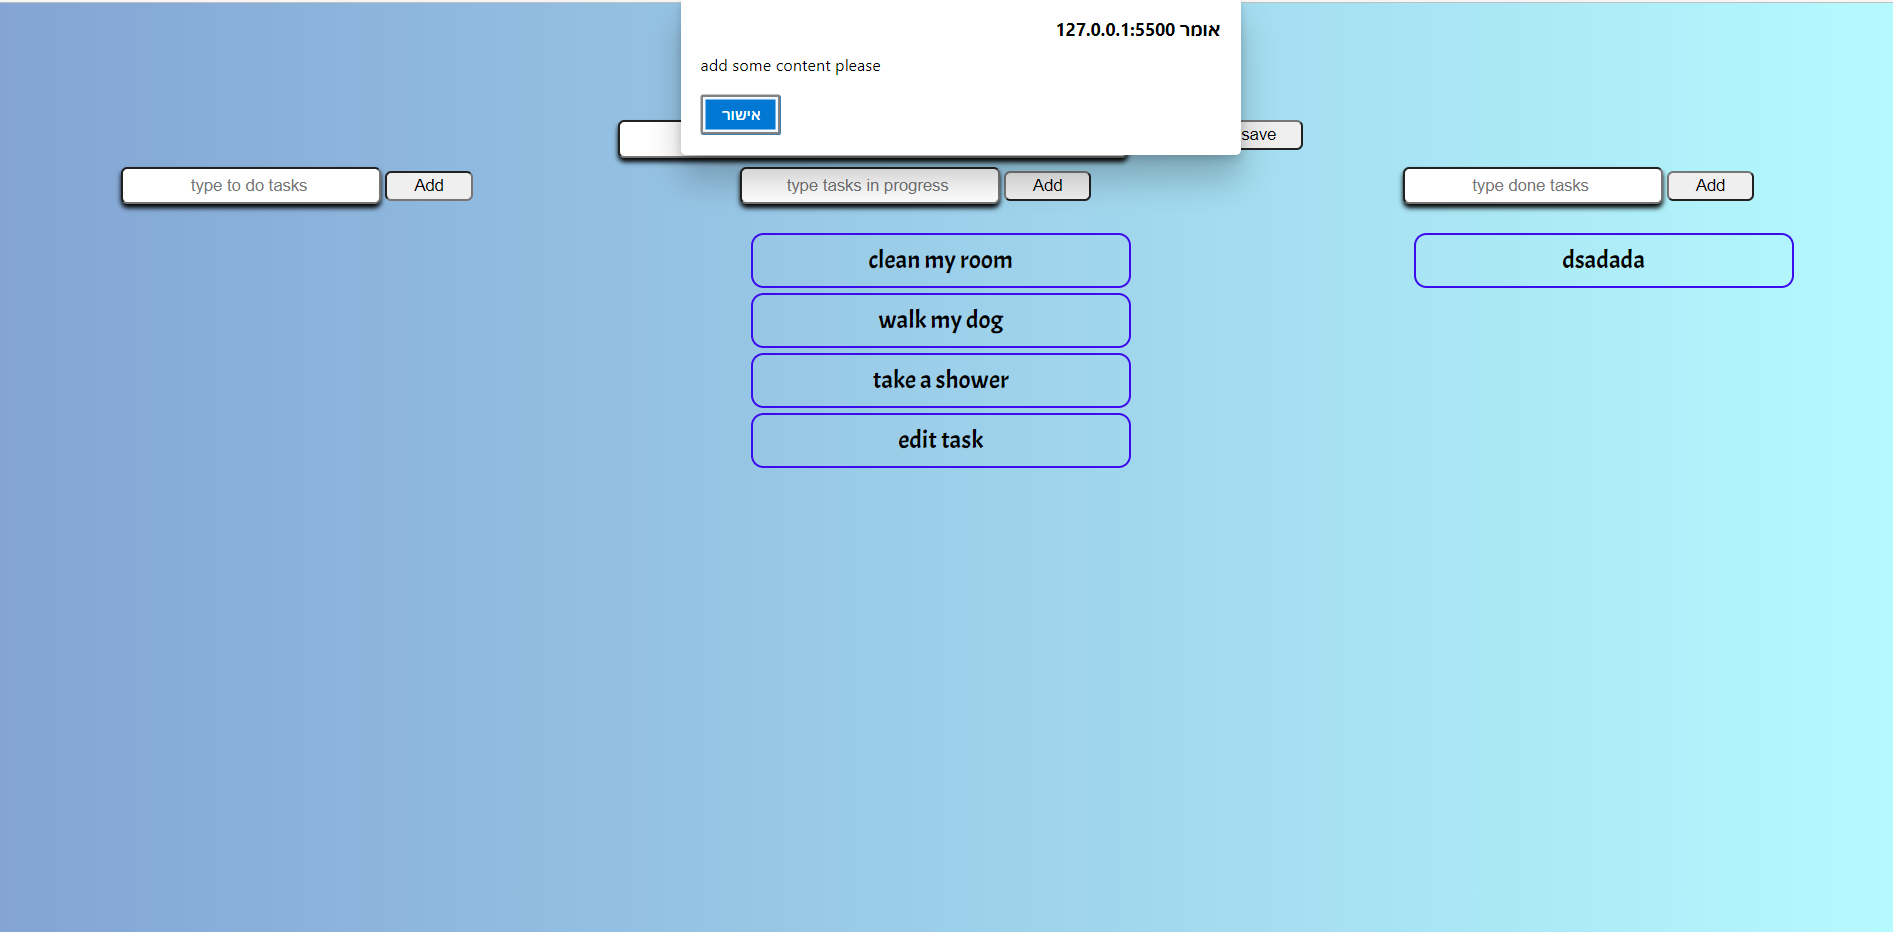 127.0.0.1:5500 אומר
add some content please
אישור
save
type to do tasks
Add
type tasks in progress
Add
type done tasks
Add
clean my room
dsadada
walk my dog
take a shower
edit task